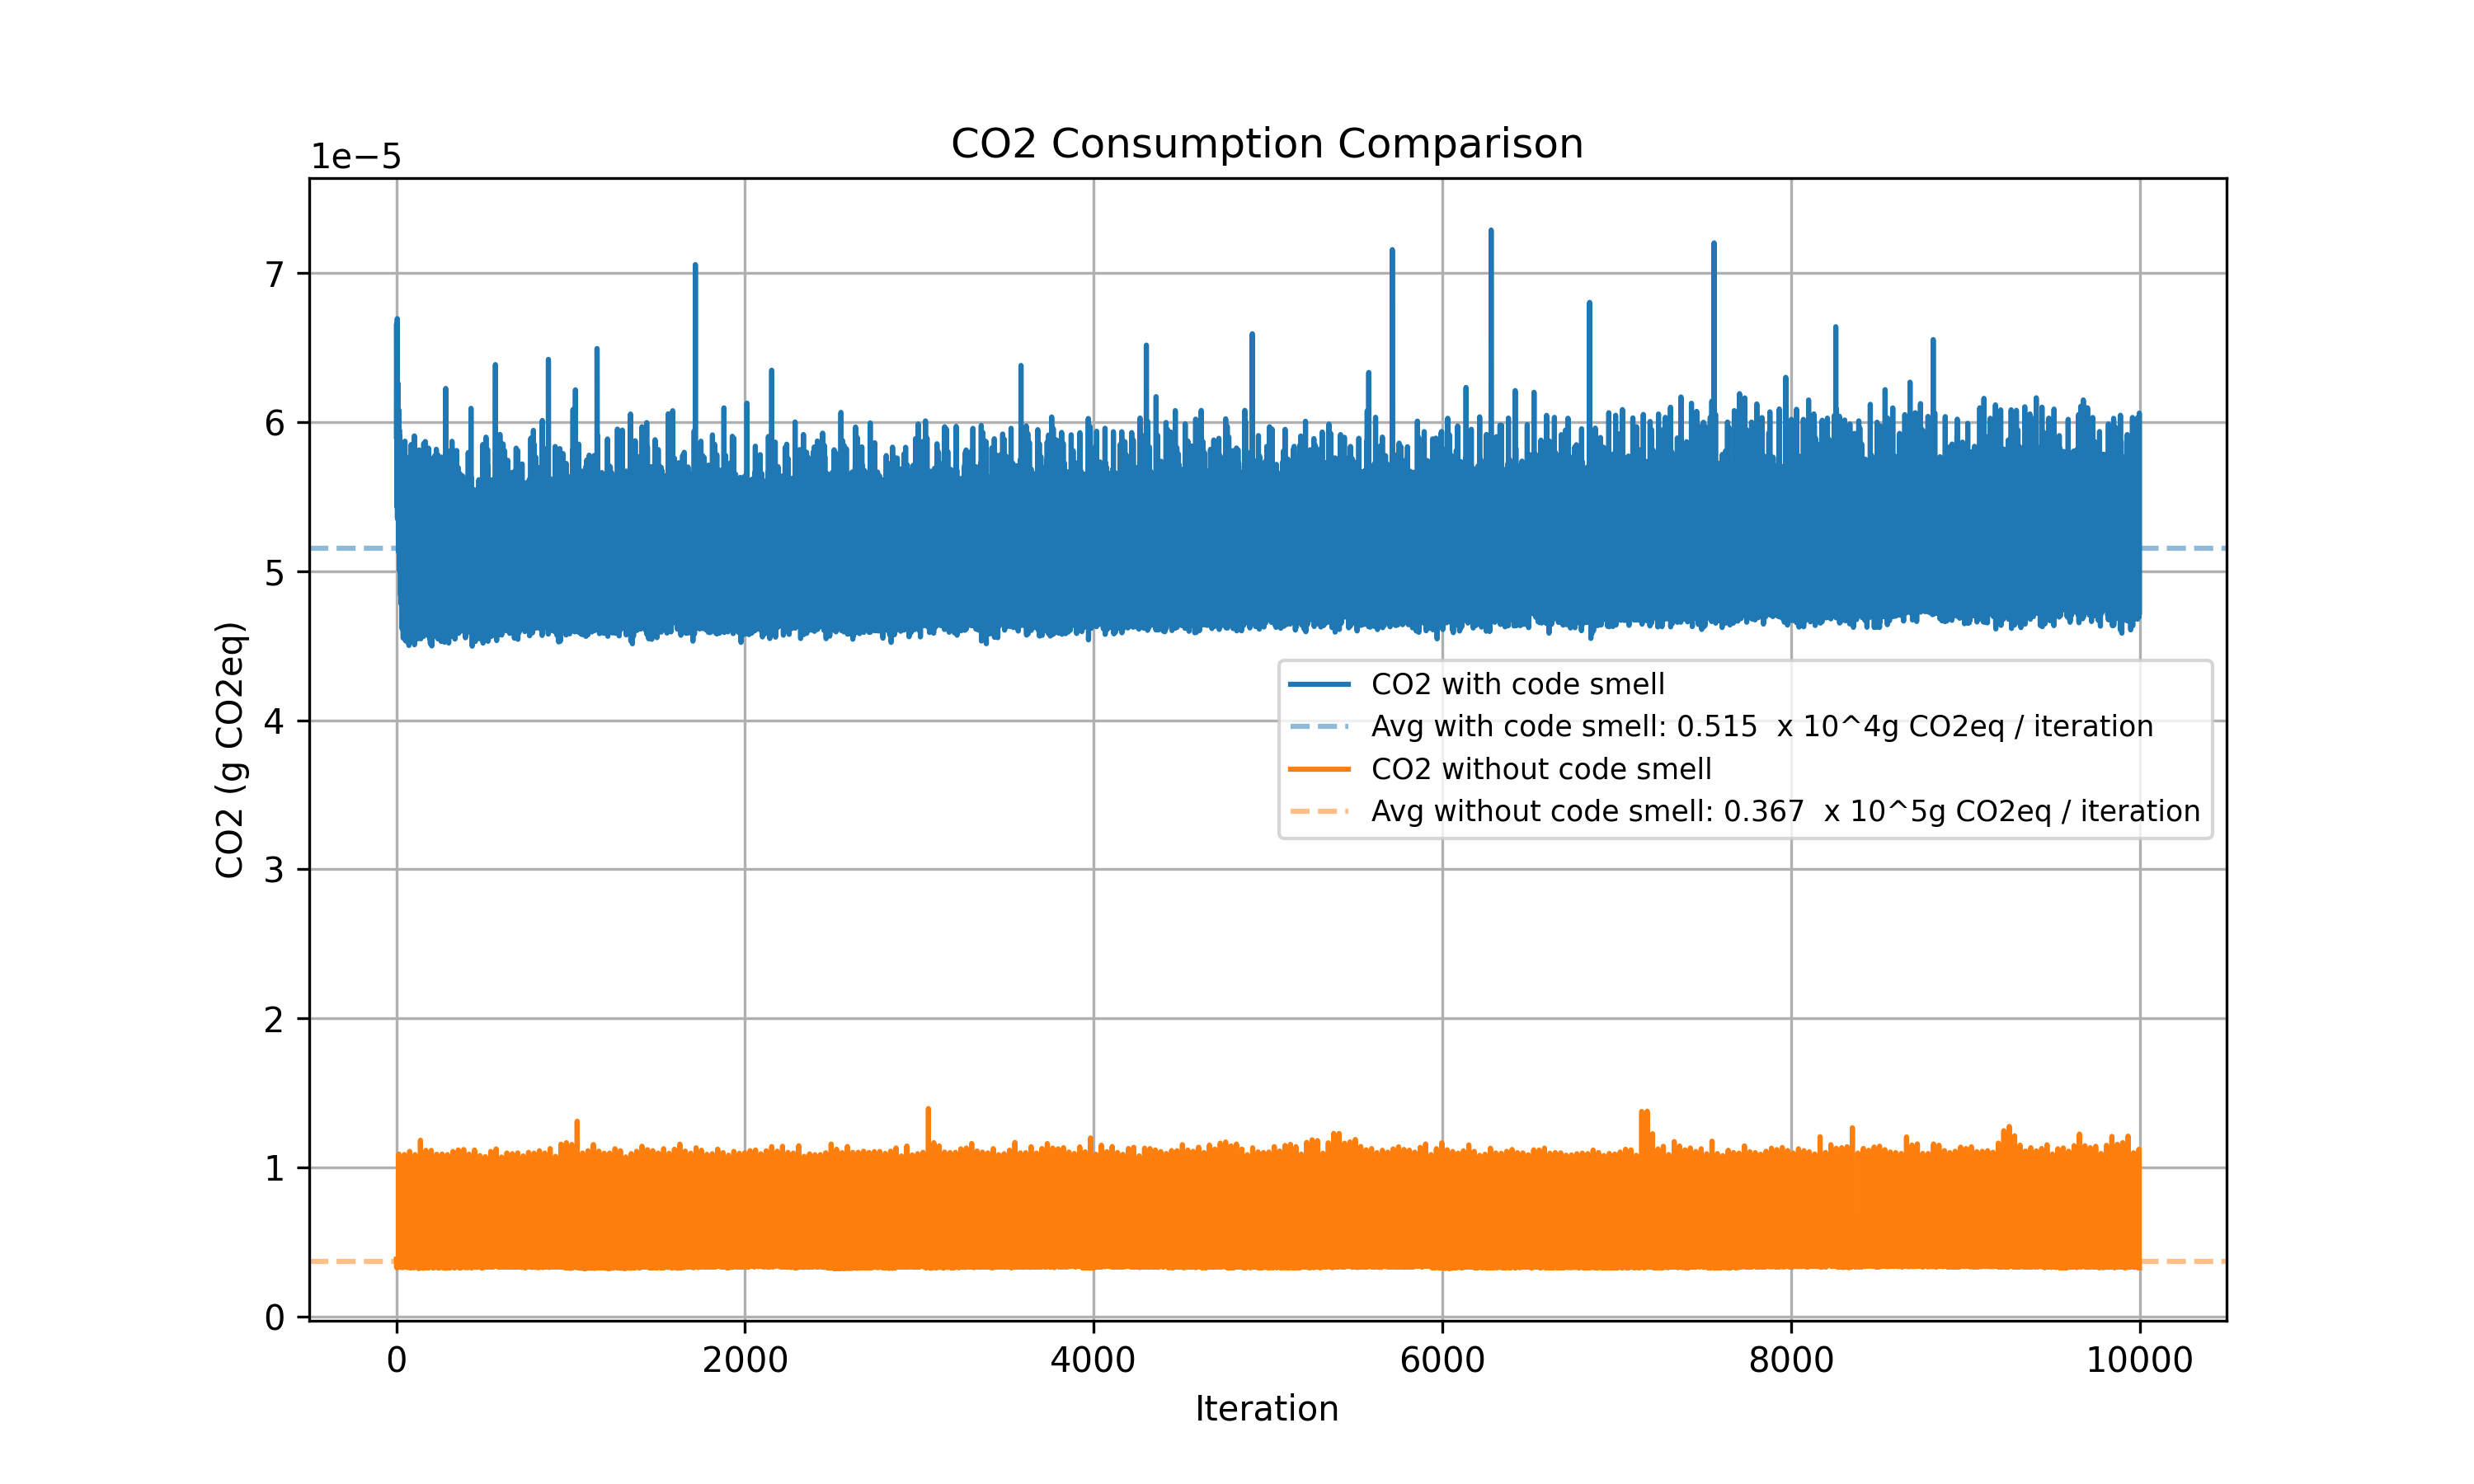 CO2 Consumption Comparison
1e−5
7
6
5
4
3
2
1
0
CO2 (g CO2eq)
CO2 with code smell
Avg with code smell: 0.515  x 10^4g CO2eq / iteration
CO2 without code smell
Avg without code smell: 0.367  x 10^5g CO2eq / iteration
0 2000 4000 6000 8000 10000
Iteration